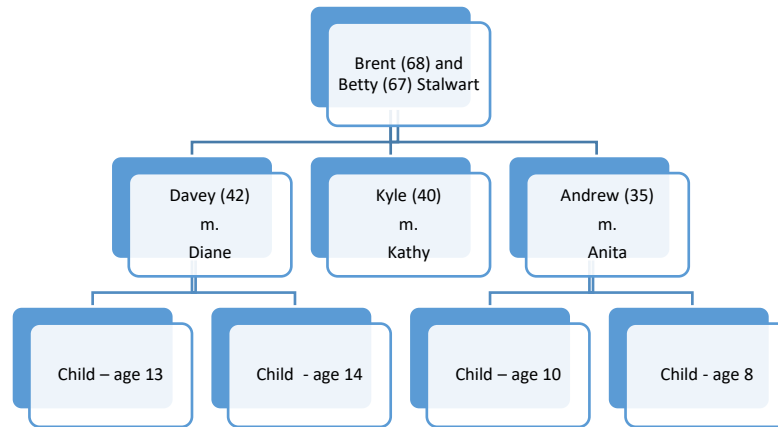 Brent (68) and
Betty (67) Stalwart
Davey (42)
m.
Diane
Kyle (40)
m.
Kathy
Andrew (35)
m.
Anita
Child – age 13
Child  - age 14
Child – age 10
Child - age 8